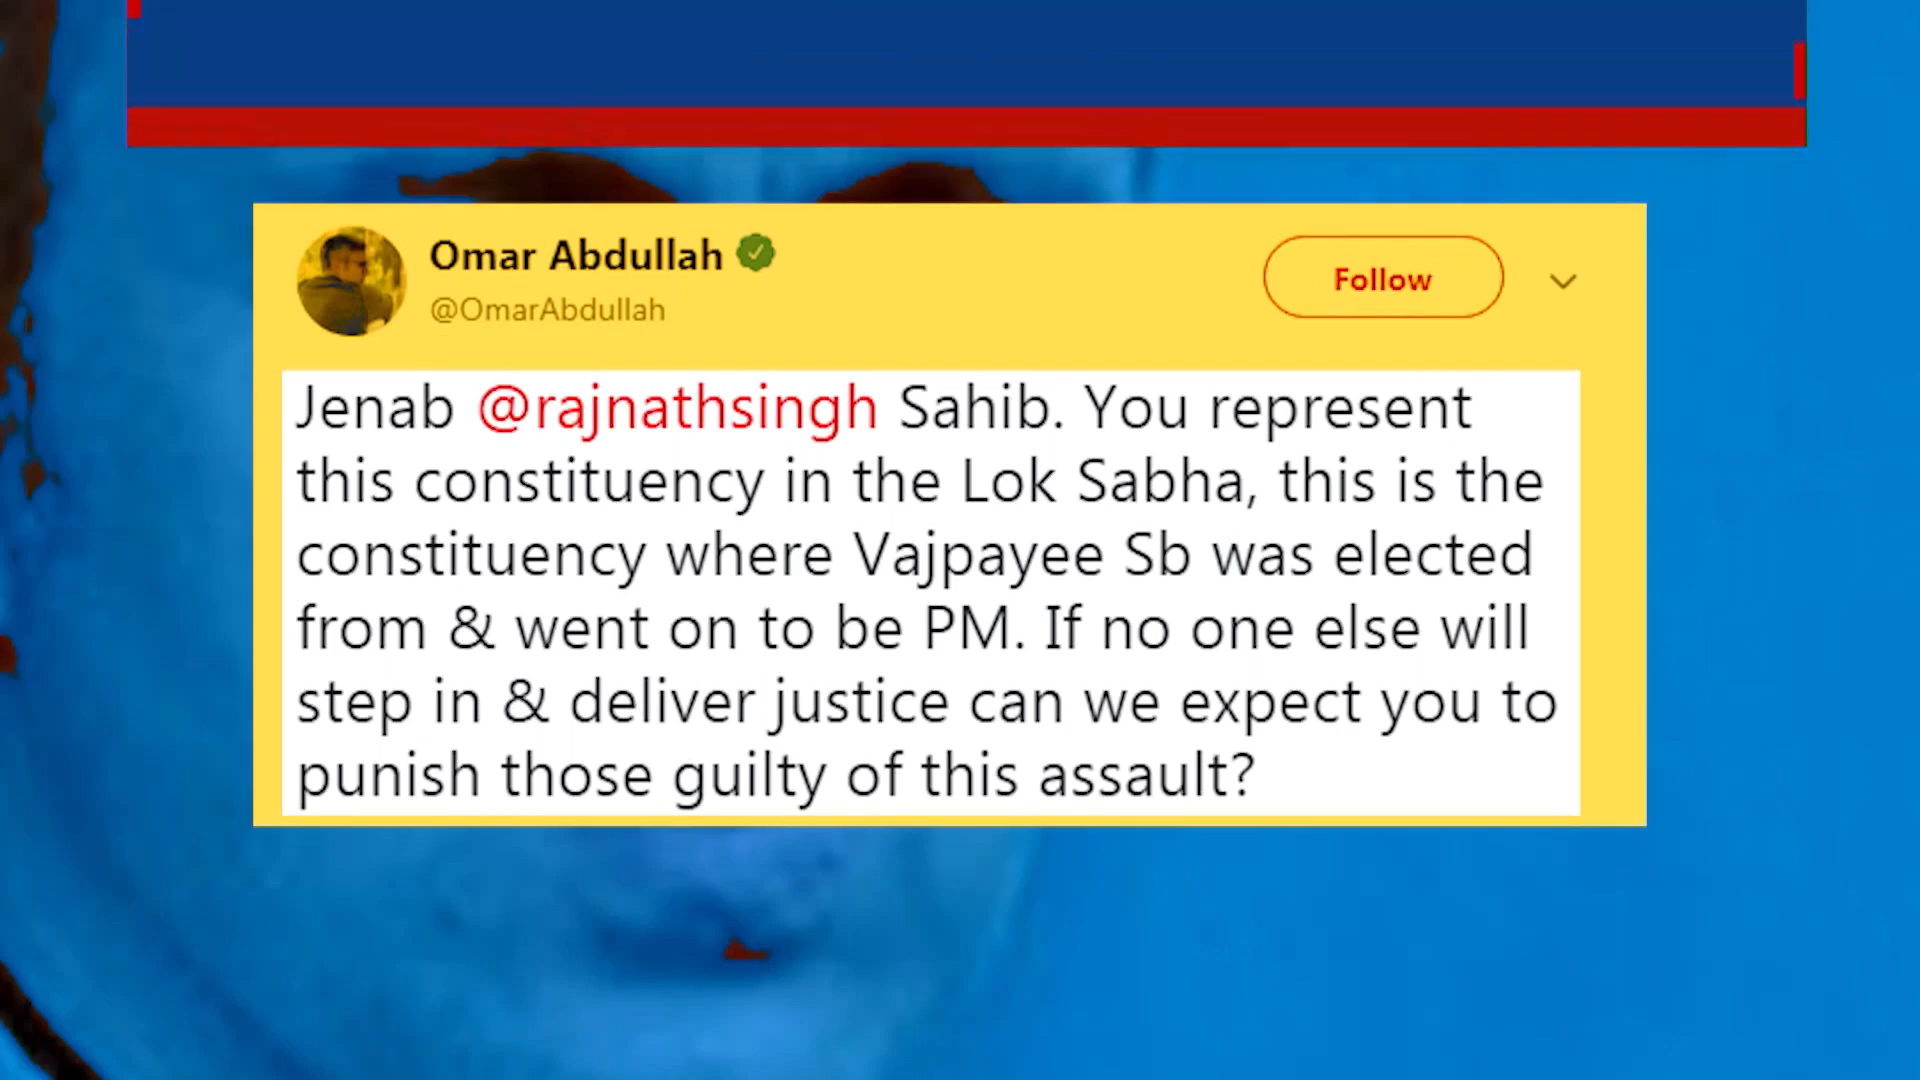 Omar Abdullah
@OmarAbdullah
Follow
Jenab @rajnathsingh Sahib. You represent
this constituency in the Lok Sabha, this is the
constituency where Vajpayee Sb was elected
from & went on to be PM. If no one else will
step in & deliver justice can we expect you to
punish those guilty of this assault?